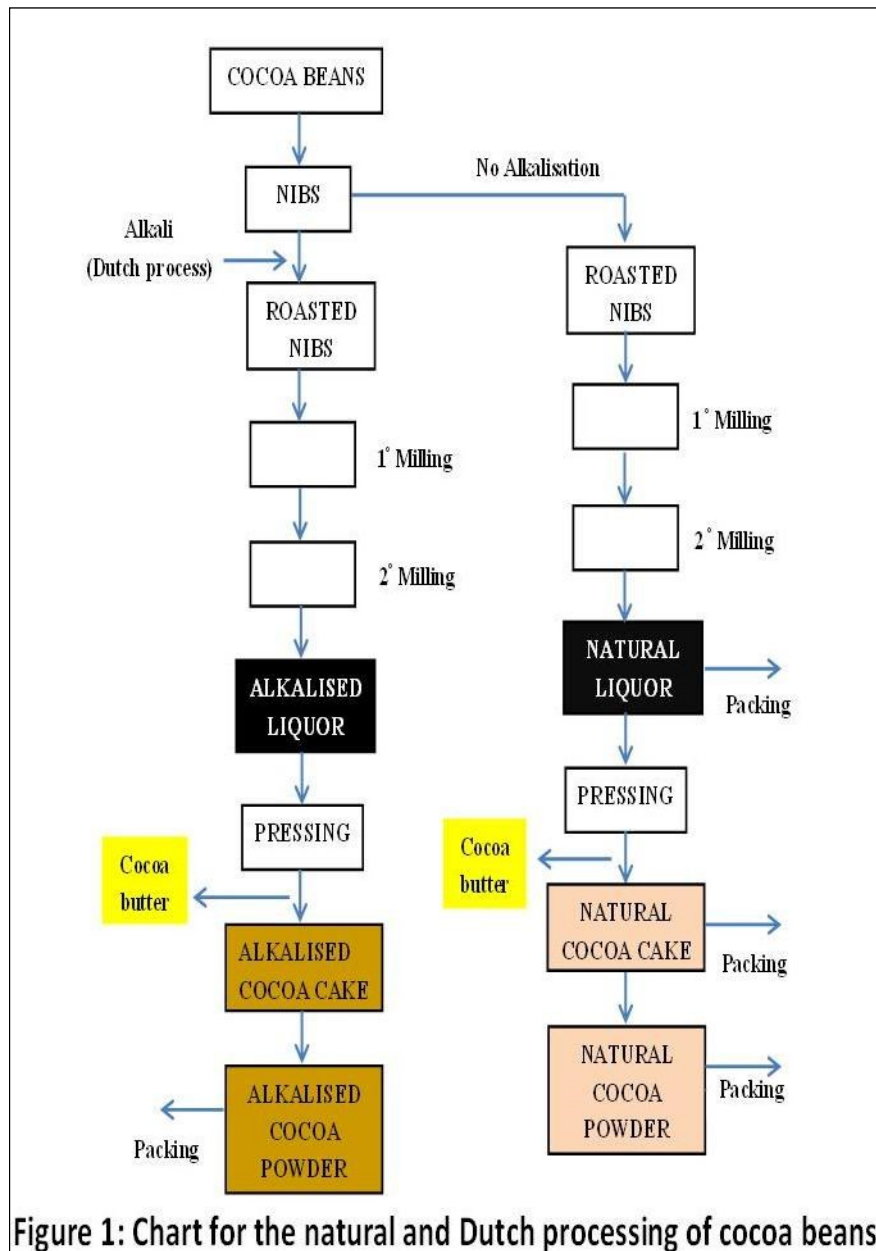 COCOA BEANS
NIBS
No Alkalisation
Alkali
(Dutch process)
ROASTED
NIBS
1° Milling
2° Milling
ALKALISED
LIQUOR
PRESSING
Cocoa
butter
ALKALISED
COCOA CAKE
ALKALISED
COCOA
POWDER
Packing
ROASTED
NIBS
1° Milling
2° Milling
NATURAL
LIQUOR
Packing
PRESSING
Cocoa
butter
NATURAL
COCOA CAKE
Packing
NATURAL
COCOA
POWDER
Packing
Figure 1: Chart for the natural and Dutch processing of cocoa beans